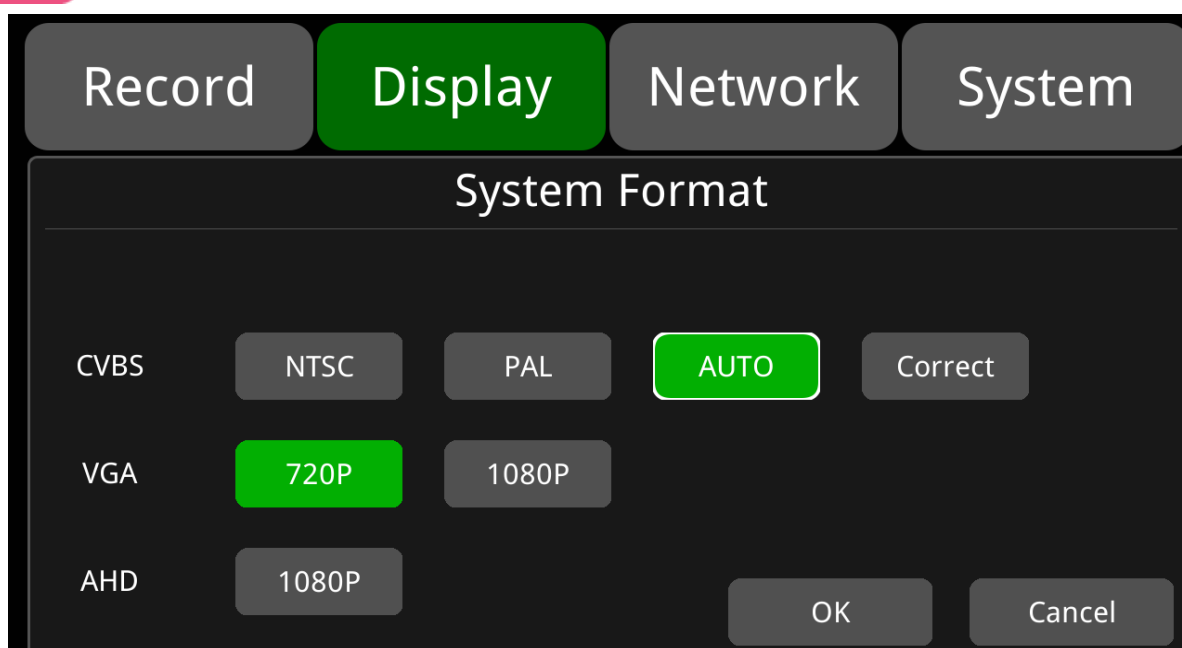 Record Display Network System
System Format
CVBS NTSC PAL AUTO Correct
VGA 720P 1080P
AHD 1080P
OK Cancel